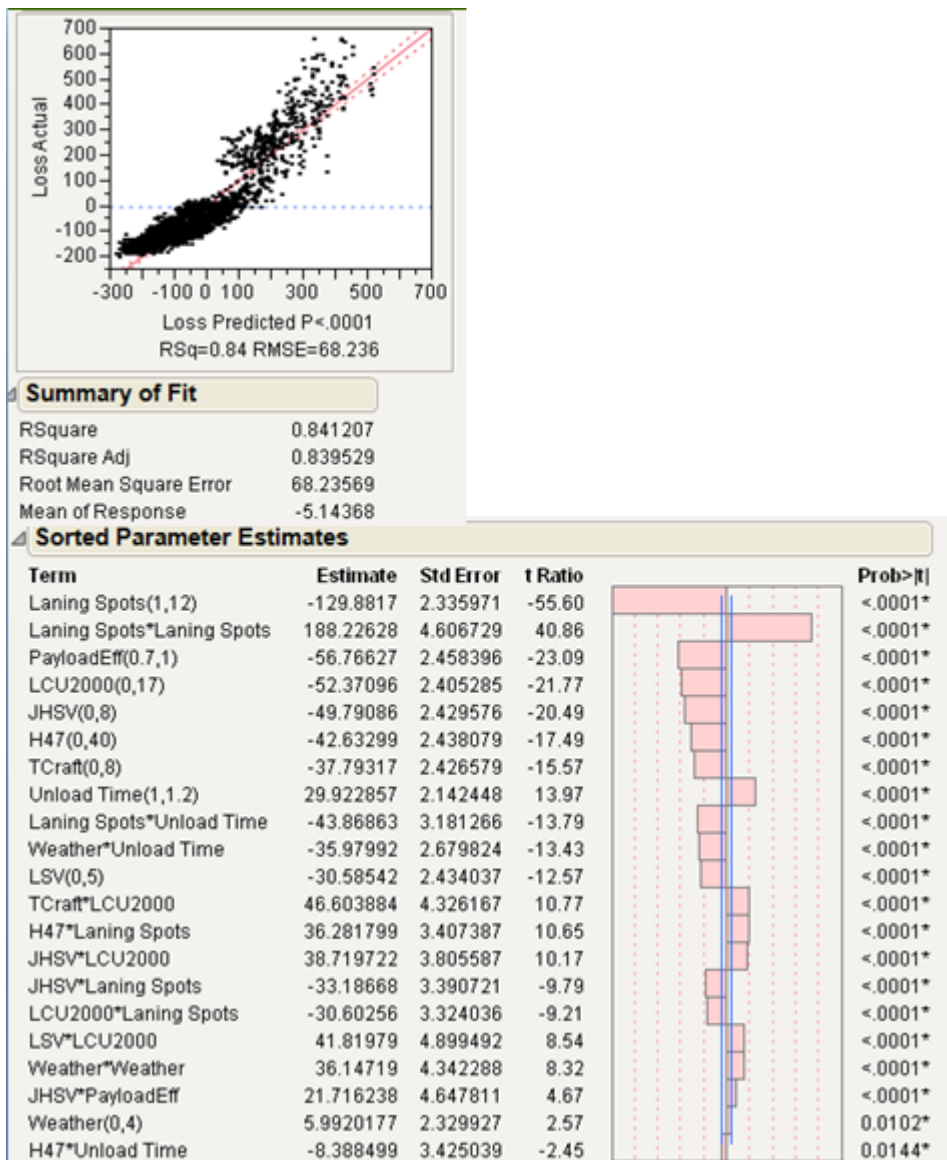 700
600
500
400
300
200
100
0
-100
-200
Loss Actual
-300 -100 0 100 300 500 700
Loss Predicted P<.0001
RSq=0.84 RMSE=68.236
Summary of Fit
RSquare 0.841207
RSquare Adj 0.839529
Root Mean Square Error 68.23569
Mean of Response -5.14368
Sorted Parameter Estimates
Term Estimate Std Error t Ratio Prob>|t|
Laning Spots(1,12) -129.8817 2.335971 -55.60 <.0001*
Laning Spots*Laning Spots 188.22628 4.606729 40.86 <.0001*
PayloadEff(0.7,1) -56.76627 2.458396 -23.09 <.0001*
LCU2000(0,17) -52.37096 2.405285 -21.77 <.0001*
JHSV(0,8) -49.79086 2.429576 -20.49 <.0001*
H47(0,40) -42.63299 2.438079 -17.49 <.0001*
TCraft(0,8) -37.79317 2.426579 -15.57 <.0001*
Unload Time(1,1.2) 29.922857 2.142448 13.97 <.0001*
Laning Spots*Unload Time -43.86863 3.181266 -13.79 <.0001*
Weather*Unload Time -35.97992 2.679824 -13.43 <.0001*
LSV(0,5) -30.58542 2.434037 -12.57 <.0001*
TCraft*LCU2000 46.603884 4.326167 10.77 <.0001*
H47*Laning Spots 36.281799 3.407387 10.65 <.0001*
JHSV*LCU2000 38.719722 3.805587 10.17 <.0001*
JHSV*Laning Spots -33.18668 3.390721 -9.79 <.0001*
LCU2000*Laning Spots -30.60256 3.324036 -9.21 <.0001*
LSV*LCU2000 41.81979 4.899492 8.54 <.0001*
Weather*Weather 36.14719 4.342288 8.32 <.0001*
JHSV*PayloadEff 21.716238 4.647811 4.67 <.0001*
Weather(0,4) 5.9920177 2.329927 2.57 0.0102*
H47*Unload Time -8.388499 3.425039 -2.45 0.0144*